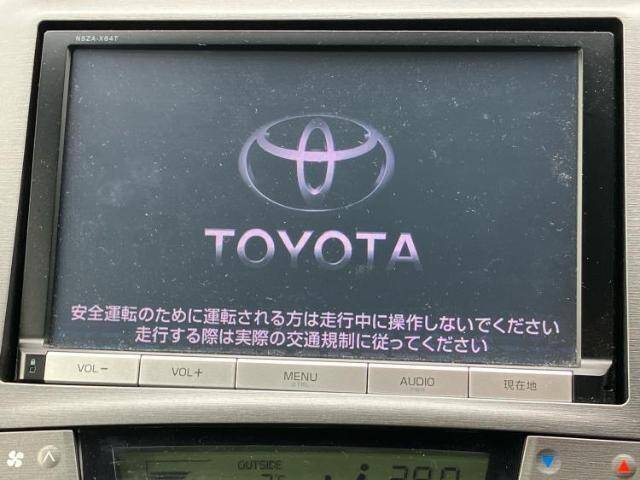 NSZA-X64T
TOYOTA
安全運転のために運転される方は走行中に操作しないでください
走行する際は実際の交通規制に従ってください
VOL− VOL+ MENU AUDIO 現在地
OUTSIDE